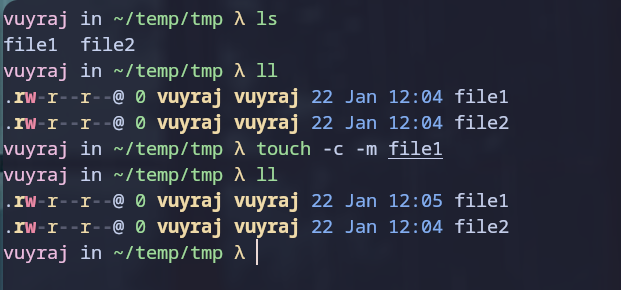 vuyraj in ~/temp/tmp λ ls
file1  file2
vuyraj in ~/temp/tmp λ ll
.rw-r--r--@ 0 vuyraj vuyraj 22 Jan 12:04 file1
.rw-r--r--@ 0 vuyraj vuyraj 22 Jan 12:04 file2
vuyraj in ~/temp/tmp λ touch -c -m file1
vuyraj in ~/temp/tmp λ ll
.rw-r--r--@ 0 vuyraj vuyraj 22 Jan 12:05 file1
.rw-r--r--@ 0 vuyraj vuyraj 22 Jan 12:04 file2
vuyraj in ~/temp/tmp λ